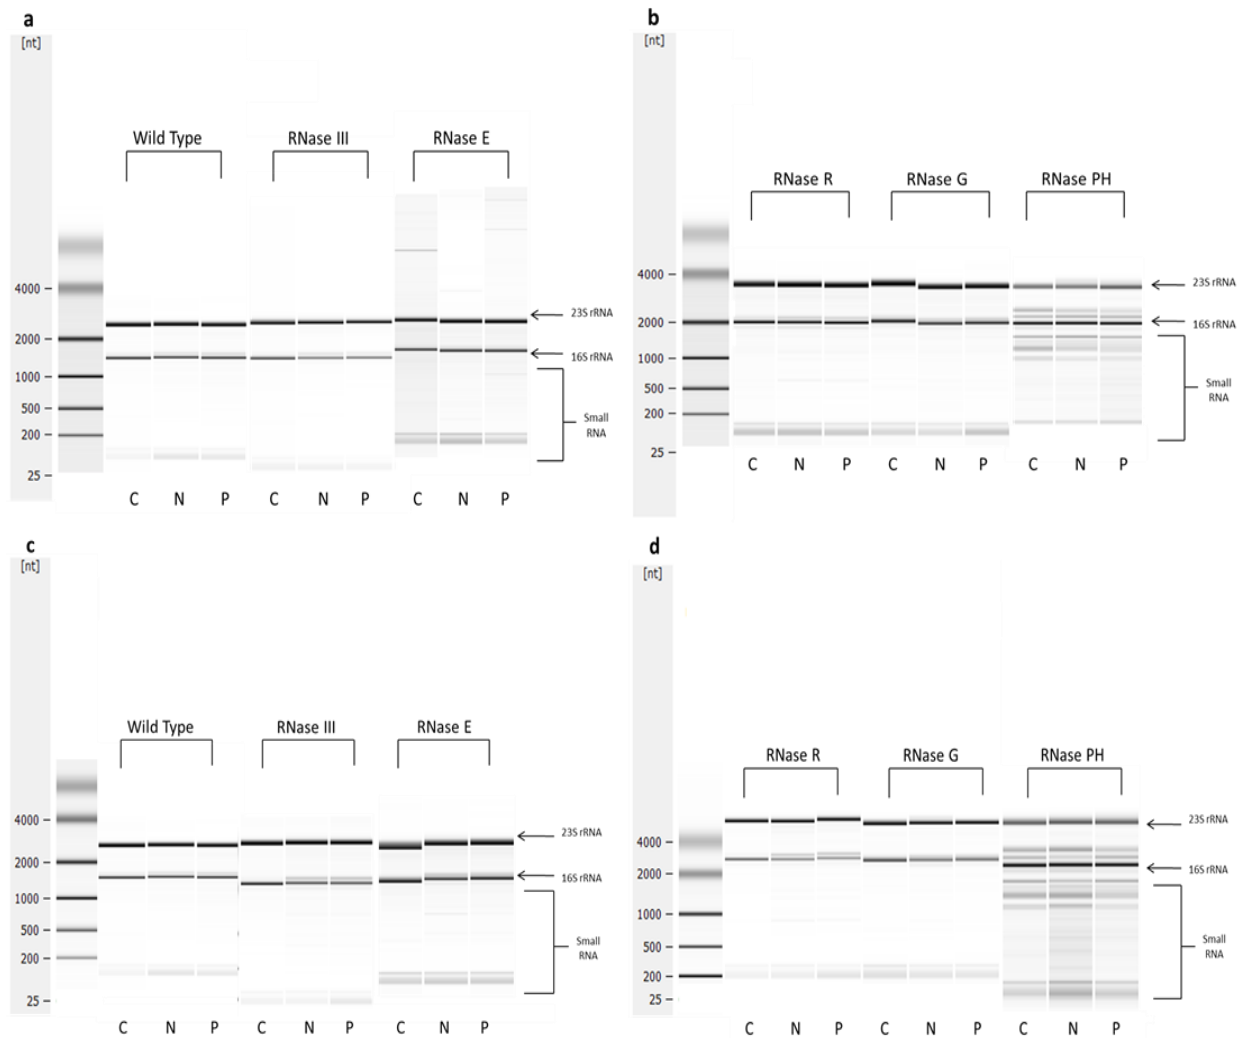 a
[nt]
Wild Type RNase III RNase E
4000
2000
1000
500
200
25
23S rRNA
16S rRNA
Small
RNA
C N P C N P C N P
b
[nt]
RNase R RNase G RNase PH
4000
2000
1000
500
200
25
23S rRNA
16S rRNA
Small
RNA
C N P C N P C N P
c
[nt]
Wild Type RNase III RNase E
4000
2000
1000
500
200
25
23S rRNA
16S rRNA
Small
RNA
C N P C N P C N P
d
[nt]
RNase R RNase G RNase PH
4000
2000
1000
500
200
25
23S rRNA
16S rRNA
Small
RNA
C N P C N P C N P